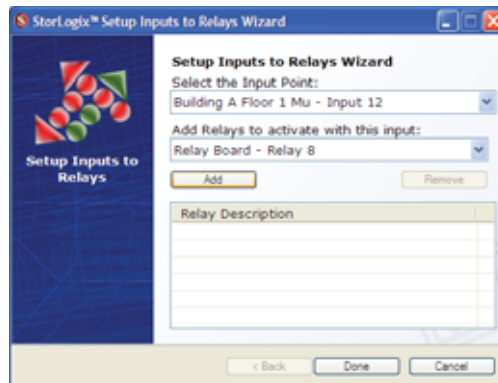 StorLogix™ Setup Inputs to Relays Wizard
Setup Inputs to Relays Wizard
Select the Input Point:
Building A Floor 1 Mu - Input 12
Add Relays to activate with this input:
Relay Board - Relay 8
Setup Inputs to
Relays
Add
Remove
Relay Description
< Back
Done
Cancel